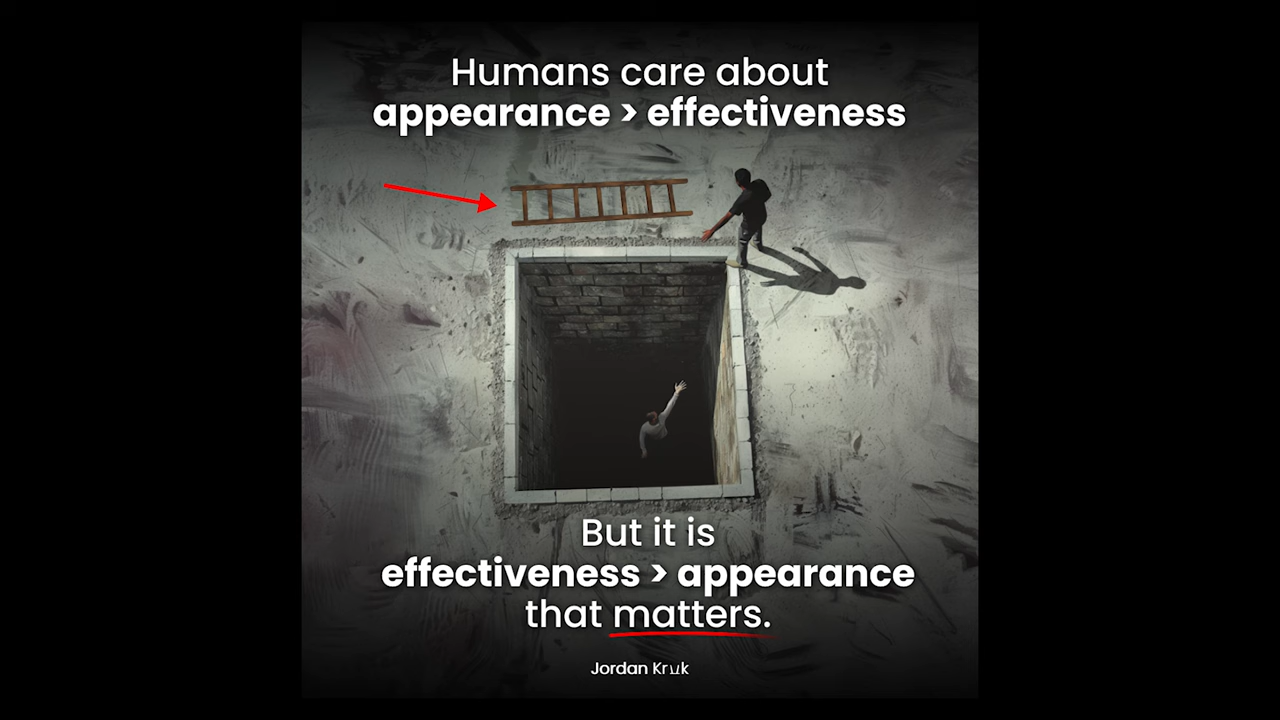 Humans care about
appearance > effectiveness
But it is
effectiveness > appearance
that matters.
Jordan